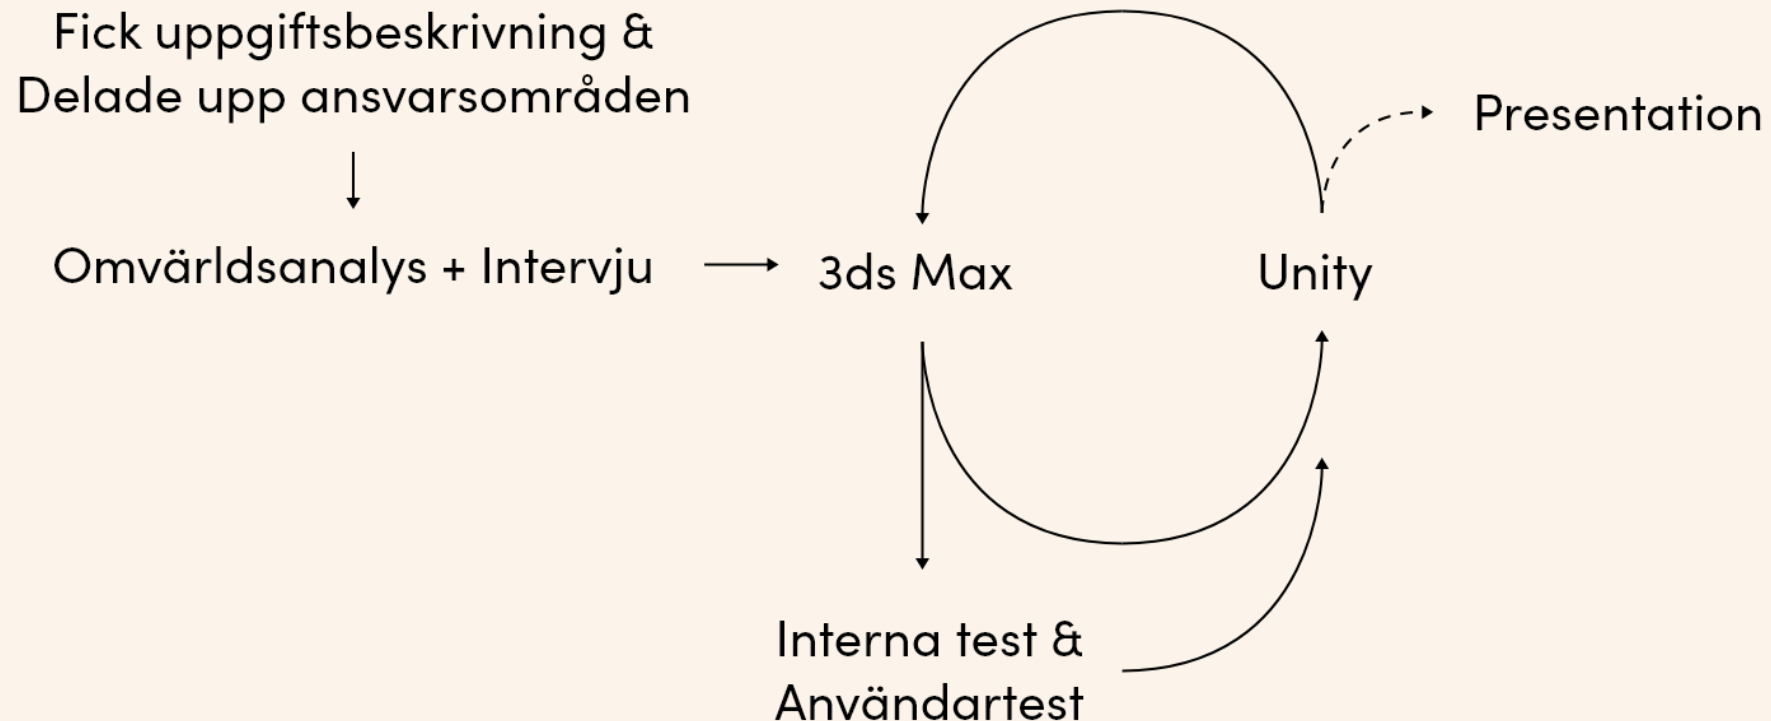 Fick uppgiftsbeskrivning &
Delade upp ansvarsområden
Omvärldsanalys + Intervju
3ds Max
Unity
Presentation
Interna test &
Användartest